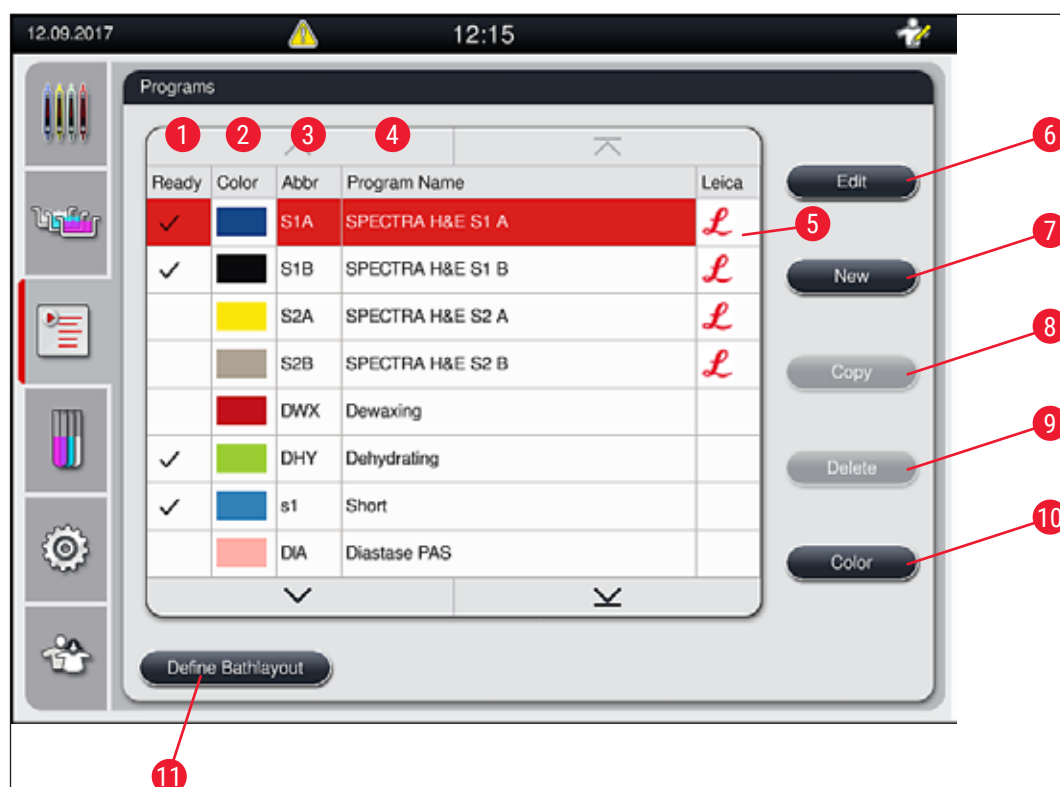 12.09.2017 12:15
Programs
1 2 3 4
6
Ready Color Abbr Program Name Leica
Edit
S1A SPECTRA H&E S1 A
5
7
S1B SPECTRA H&E S1 B
New
S2A SPECTRA H&E S2 A
8
S2B SPECTRA H&E S2 B
Copy
DWX Dewaxing
9
DHY Dehydrating
Delete
s1 Short
10
DIA Diastase PAS
Color
Define Bathlayout
11